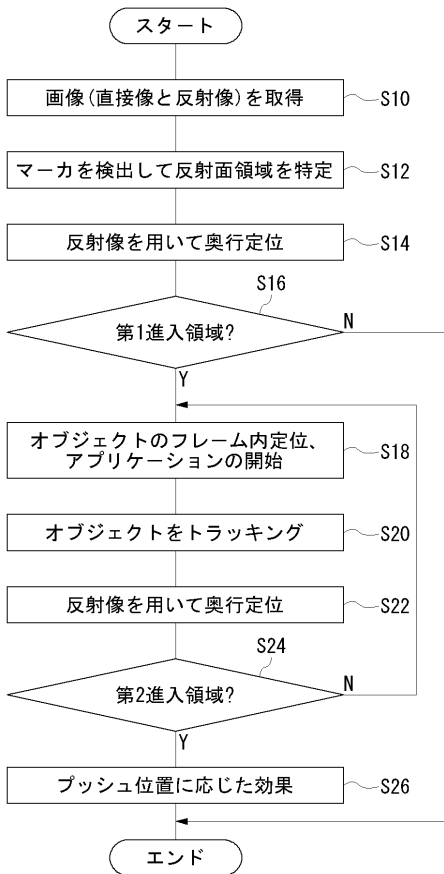 スタート
画像(直接像と反射像)を取得
S10
マーカを検出して反射面領域を特定
S12
反射像を用いて奥行定位
S14
S16
第1進入領域?
N
Y
オブジェクトのフレーム内定位、
アプリケーションの開始
S18
オブジェクトをトラッキング
S20
反射像を用いて奥行定位
S22
S24
第2進入領域?
N
Y
プッシュ位置に応じた効果
S26
エンド